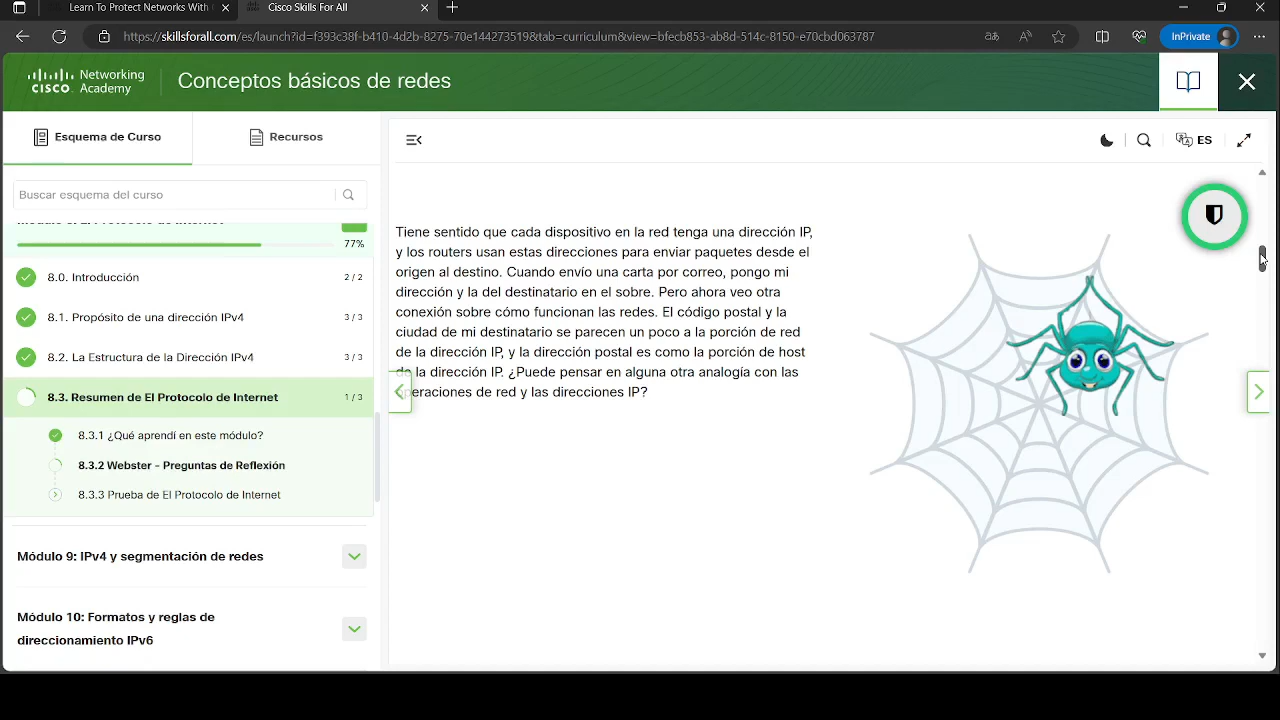 Learn To Protect Networks With
Cisco Skills For All
https://skillsforall.com/es/launch?id=f393c38f-b410-4d2b-8275-70e144273519&tab=curriculum&view=bfecb853-ab8d-514c-8150-e70cbd063787
InPrivate
Networking
CISCO Academy
Conceptos básicos de redes
Esquema de Curso
Recursos
ES
Buscar esquema del curso
77%
8.0. Introducción 2 / 2
8.1. Propósito de una dirección IPv4 3 / 3
8.2. La Estructura de la Dirección IPv4 3 / 3
8.3. Resumen de El Protocolo de Internet 1 / 3
8.3.1 ¿Qué aprendí en este módulo?
8.3.2 Webster - Preguntas de Reflexión
8.3.3 Prueba de El Protocolo de Internet
Módulo 9: IPv4 y segmentación de redes
Módulo 10: Formatos y reglas de
direccionamiento IPv6
Tiene sentido que cada dispositivo en la red tenga una dirección IP,
y los routers usan estas direcciones para enviar paquetes desde el
origen al destino. Cuando envío una carta por correo, pongo mi
dirección y la del destinatario en el sobre. Pero ahora veo otra
conexión sobre cómo funcionan las redes. El código postal y la
ciudad de mi destinatario se parecen un poco a la porción de red
de la dirección IP, y la dirección postal es como la porción de host
de la dirección IP. ¿Puede pensar en alguna otra analogía con las
operaciones de red y las direcciones IP?